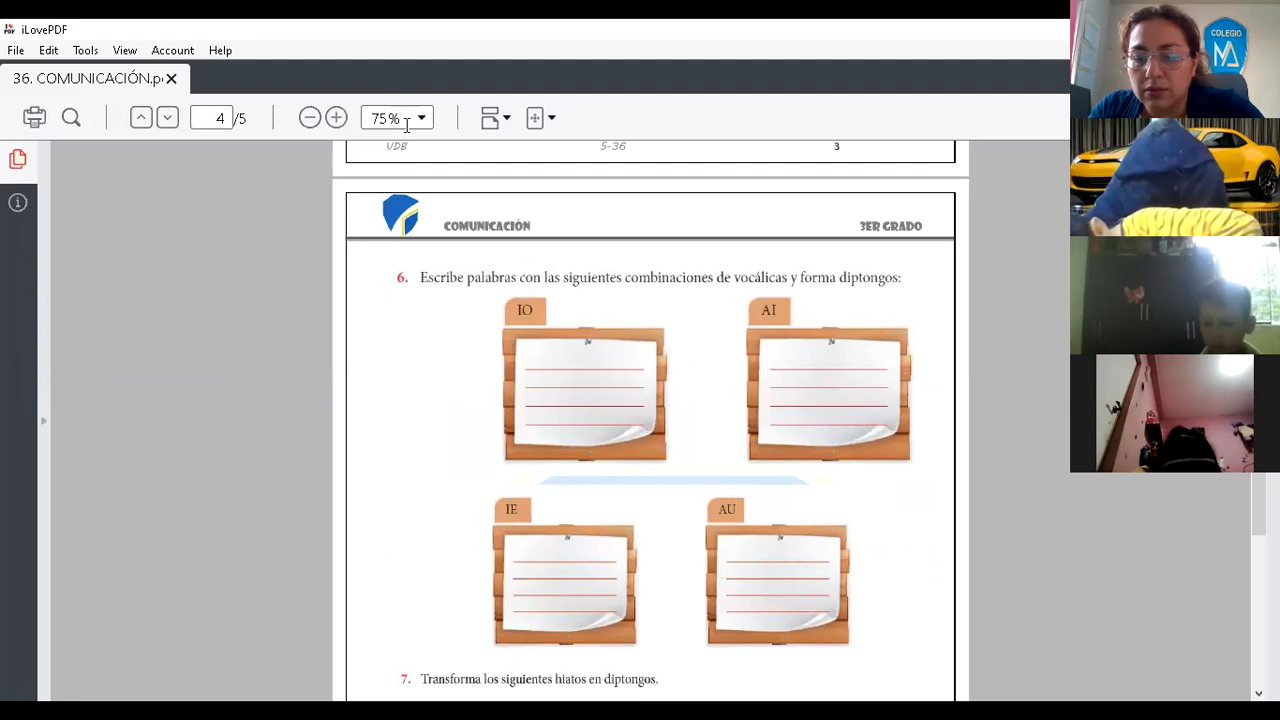 iLovePDF
File Edit Tools View Account Help
36. COMUNICACIÓN.p
4 /5 75%
VDB 5-36 3
COMUNICACIÒN 3ER GRADO
6. Escribe palabras con las siguientes combinaciones de vocálicas y forma diptongos:
IO AI
IE AU
7. Transforma los siguientes hiatos en diptongos.
COLEGIO